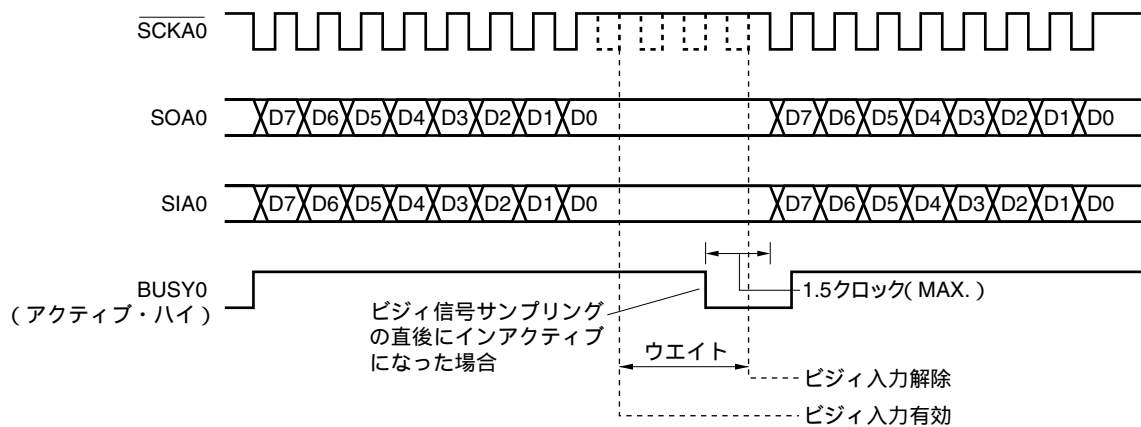 SCKA0
SOA0 D7 D6 D5 D4 D3 D2 D1 D0 D7 D6 D5 D4 D3 D2 D1 D0
SIA0 D7 D6 D5 D4 D3 D2 D1 D0 D7 D6 D5 D4 D3 D2 D1 D0
BUSY0
(アクティブ・ハイ)
1.5クロック(MAX.)
ビジィ信号サンプリング
の直後にインアクティブ
になった場合
ウエイト
ビジィ入力解除
ビジィ入力有効